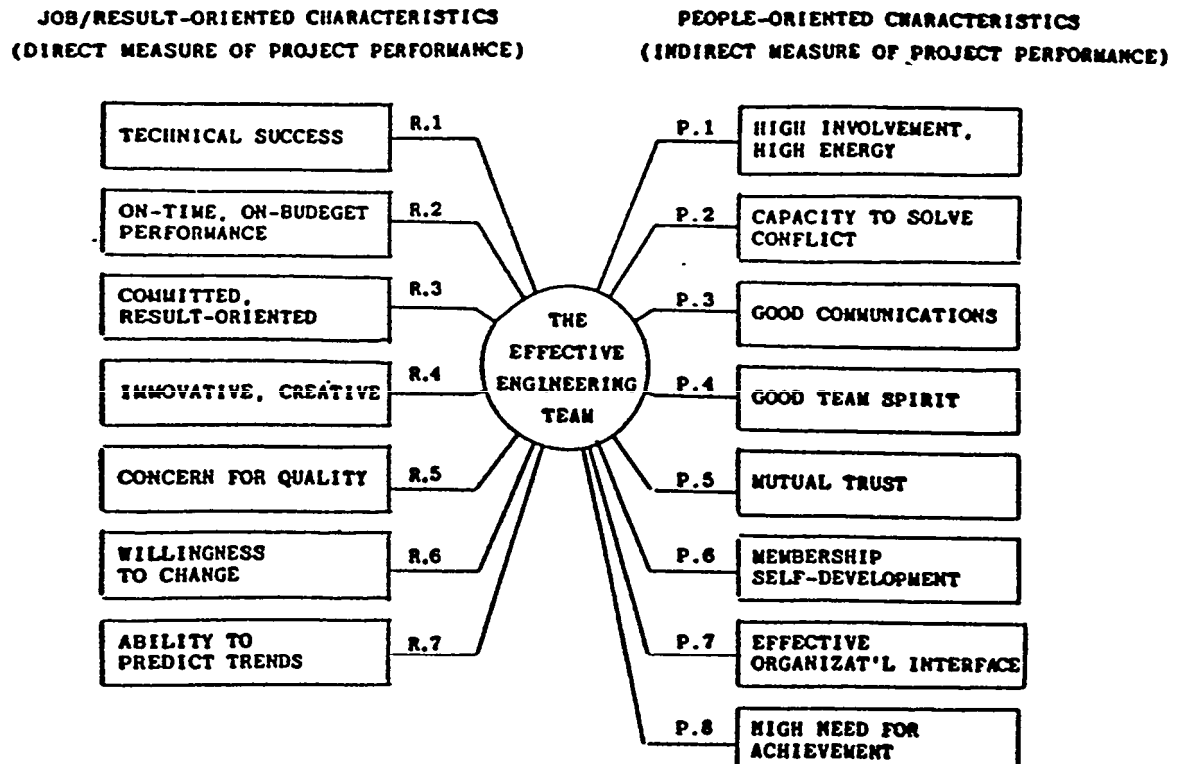 JOB/RESULT-ORIENTED CHARACTERISTICS
(DIRECT MEASURE OF PROJECT PERFORMANCE)
R.1
TECHNICAL SUCCESS
R.2
ON-TIME, ON-BUDEGET
PERFORMANCE
R.3
COMMITTED,
RESULT-ORIENTED
R.4
INNOVATIVE, CREATIVE
R.5
CONCERN FOR QUALITY
R.6
WILLINGNESS
TO CHANGE
R.7
ABILITY TO
PREDICT TRENDS
THE
EFFECTIVE
ENGINEERING
TEAM
PEOPLE-ORIENTED CHARACTERISTICS
(INDIRECT MEASURE OF PROJECT PERFORMANCE)
P.1
HIGH INVOLVEMENT,
HIGH ENERGY
P.2
CAPACITY TO SOLVE
CONFLICT
P.3
GOOD COMMUNICATIONS
P.4
GOOD TEAM SPIRIT
P.5
MUTUAL TRUST
P.6
MEMBERSHIP
SELF-DEVELOPMENT
P.7
EFFECTIVE
ORGANIZAT'L INTERFACE
P.8
HIGH NEED FOR
ACHIEVEMENT